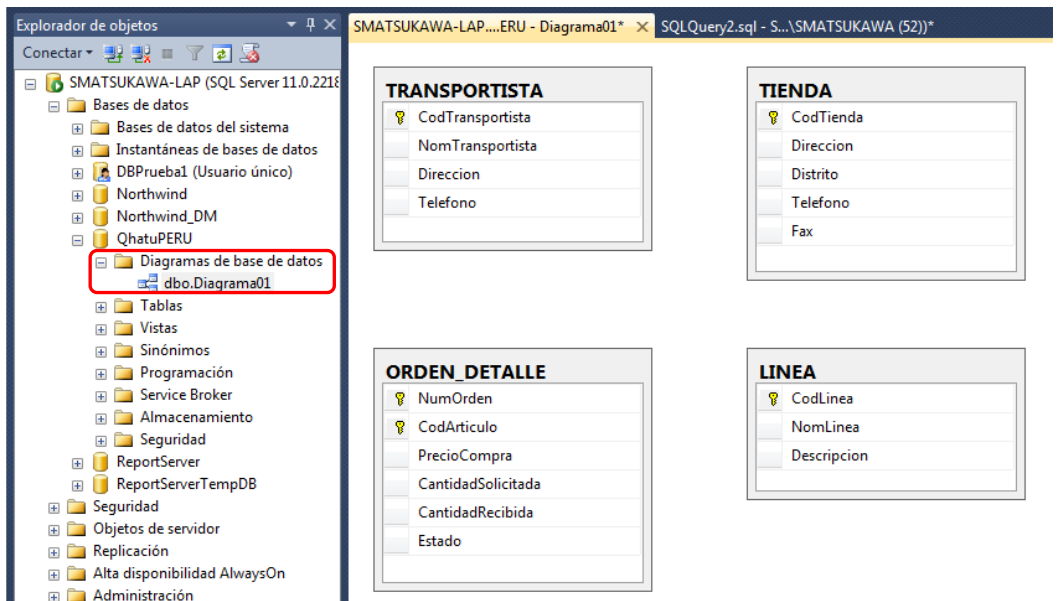 Explorador de objetos
Conectar
SMATSUKAWA-LAP (SQL Server 11.0.2218
Bases de datos
Bases de datos del sistema
Instantáneas de bases de datos
DBPrueba1 (Usuario único)
Northwind
Northwind_DM
QhatuPERU
Diagramas de base de datos
dbo.Diagrama01
Tablas
Vistas
Sinónimos
Programación
Service Broker
Almacenamiento
Seguridad
ReportServer
ReportServerTempDB
Seguridad
Objetos de servidor
Replicación
Alta disponibilidad AlwaysOn
Administración
SMATSUKAWA-LAP....ERU - Diagrama01*
SQLQuery2.sql - S...\SMATSUKAWA (52))*
TRANSPORTISTA
CodTransportista
NomTransportista
Direccion
Telefono
TIENDA
CodTienda
Direccion
Distrito
Telefono
Fax
ORDEN_DETALLE
NumOrden
CodArticulo
PrecioCompra
CantidadSolicitada
CantidadRecibida
Estado
LINEA
CodLinea
NomLinea
Descripcion